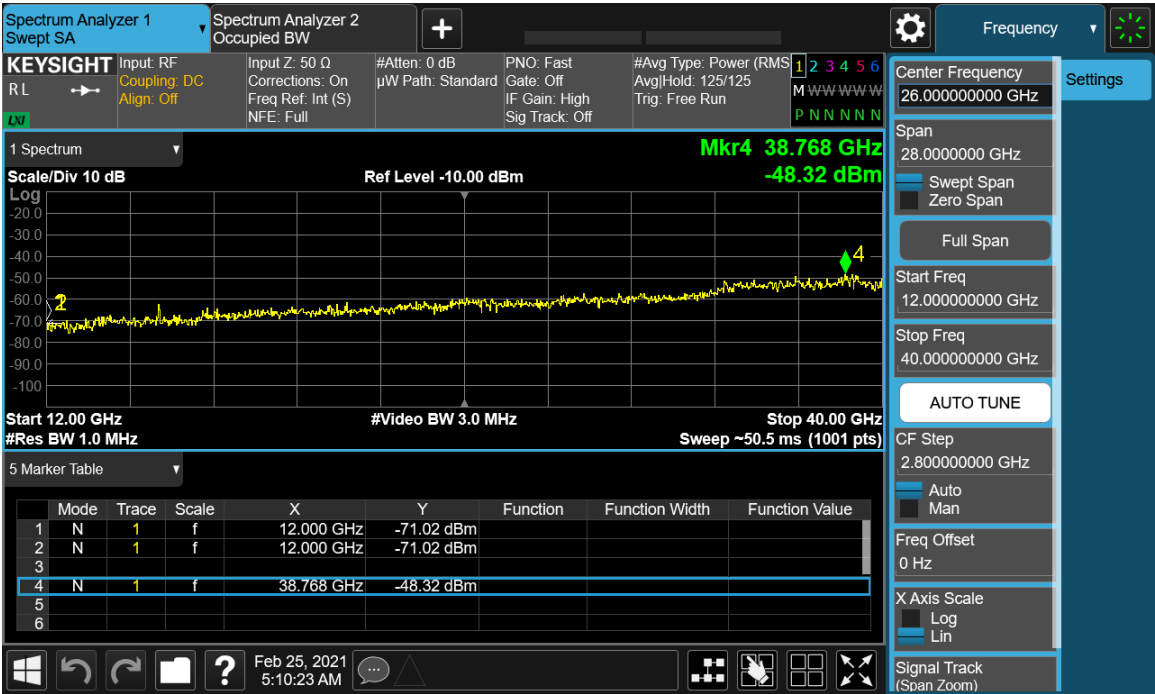 Spectrum Analyzer 1
Swept SA
Spectrum Analyzer 2
Occupied BW
Frequency
KEYSIGHT
R L
LXI
Input: RF
Coupling: DC
Align: Off
Input Z: 50 Ω
Corrections: On
Freq Ref: Int (S)
NFE: Full
#Atten: 0 dB
µW Path: Standard
PNO: Fast
Gate: Off
IF Gain: High
Sig Track: Off
#Avg Type: Power (RMS
Avg|Hold: 125/125
Trig: Free Run
1 2 3 4 5 6
M W W W W W
P N N N N N
Center Frequency
26.000000000 GHz
Settings
Span
28.0000000 GHz
Swept Span
Zero Span
Full Span
Start Freq
12.000000000 GHz
Stop Freq
40.000000000 GHz
AUTO TUNE
CF Step
2.800000000 GHz
Auto
Man
Freq Offset
0 Hz
X Axis Scale
Log
Lin
Signal Track
(Span Zoom)
1 Spectrum
Mkr4 38.768 GHz
Scale/Div 10 dB
Ref Level -10.00 dBm
-48.32 dBm
Log
-20.0
-30.0
-40.0
-50.0
-60.0
-70.0
-80.0
-90.0
-100
2
4
Start 12.00 GHz
#Video BW 3.0 MHz
Stop 40.00 GHz
#Res BW 1.0 MHz
Sweep ~50.5 ms (1001 pts)
5 Marker Table
Mode Trace Scale X Y Function Function Width Function Value
1 N 1 f 12.000 GHz -71.02 dBm
2 N 1 f 12.000 GHz -71.02 dBm
3
4 N 1 f 38.768 GHz -48.32 dBm
5
6
?
Feb 25, 2021
5:10:23 AM